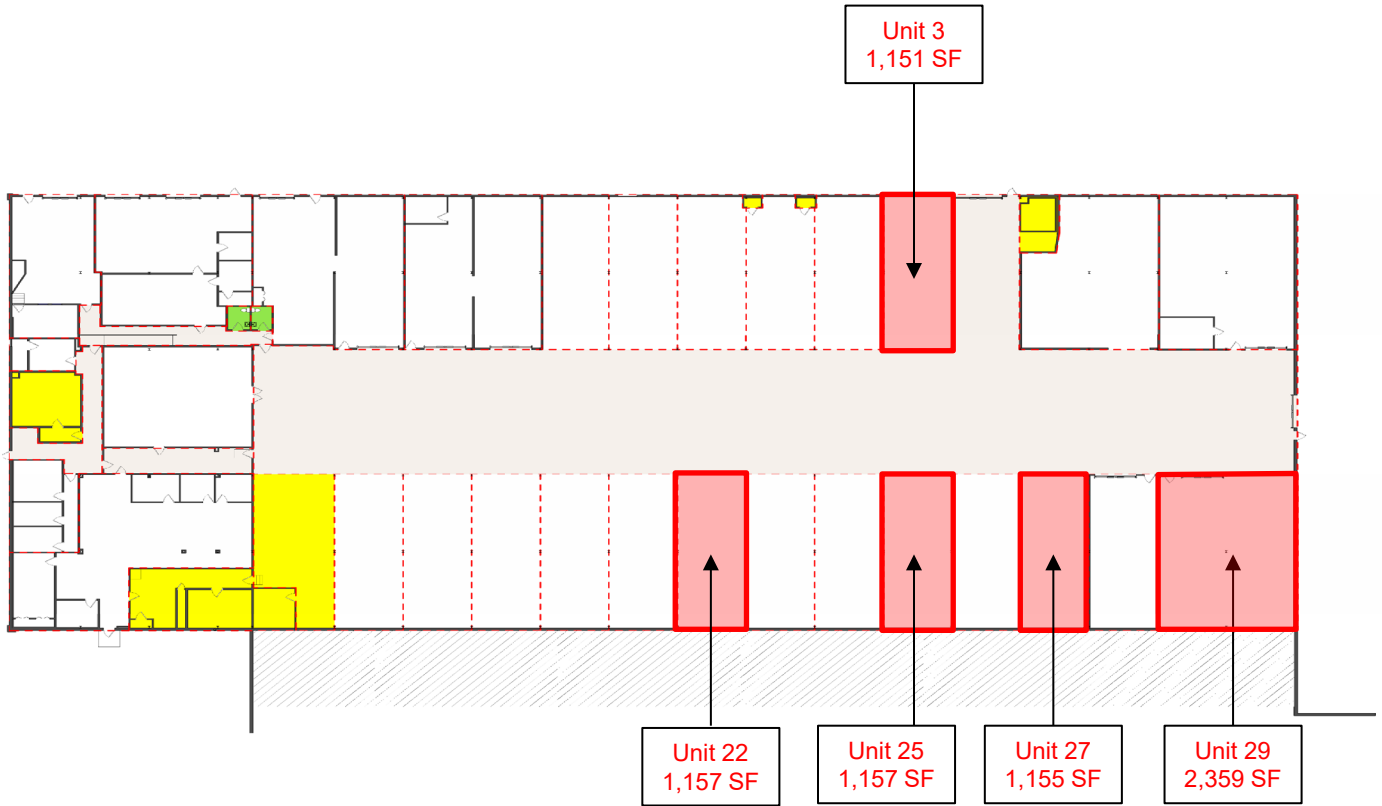 Unit 3
1,151 SF
Unit 22
1,157 SF
Unit 25
1,157 SF
Unit 27
1,155 SF
Unit 29
2,359 SF